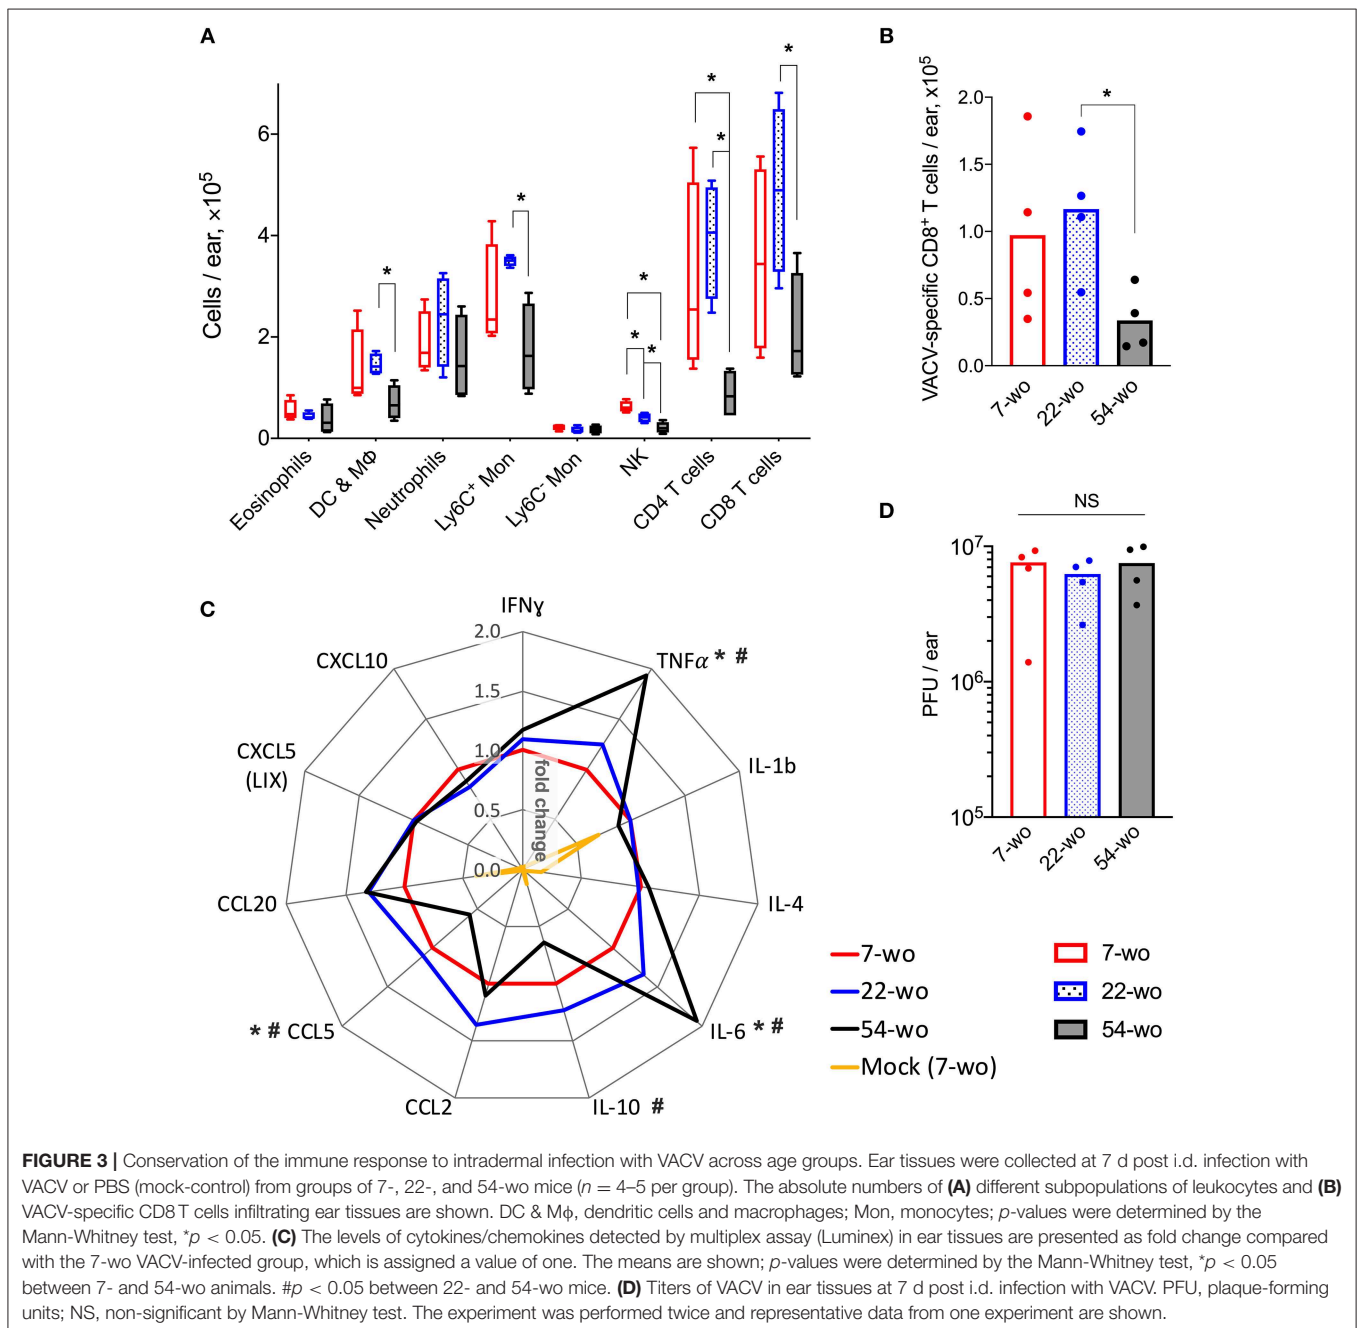 A
Cells / ear, ×10⁵
6
4
2
0
* * * * * * * *
Eosinophils
DC & MΦ
Neutrophils
Ly6C⁺ Mon
Ly6C⁻ Mon
NK
CD4 T cells
CD8 T cells
B
VACV-specific CD8⁺ T cells / ear, x10⁵
2.0
1.5
1.0
0.5
0.0
*
7-wo
22-wo
54-wo
C
IFNɣ
TNFα * #
IL-1b
IL-4
IL-6 * #
IL-10 #
CCL2
* # CCL5
CCL20
CXCL5
(LIX)
CXCL10
2.0
1.5
1.0
0.5
0.0
fold change
D
NS
PFU / ear
10⁷
10⁶
10⁵
7-wo
22-wo
54-wo
7-wo
22-wo
54-wo
Mock (7-wo)
7-wo
22-wo
54-wo
FIGURE 3 | Conservation of the immune response to intradermal infection with VACV across age groups. Ear tissues were collected at 7 d post i.d. infection with
VACV or PBS (mock-control) from groups of 7-, 22-, and 54-wo mice (n = 4–5 per group). The absolute numbers of (A) different subpopulations of leukocytes and (B)
VACV-specific CD8 T cells infiltrating ear tissues are shown. DC & Mϕ, dendritic cells and macrophages; Mon, monocytes; p-values were determined by the
Mann-Whitney test, *p < 0.05. (C) The levels of cytokines/chemokines detected by multiplex assay (Luminex) in ear tissues are presented as fold change compared
with the 7-wo VACV-infected group, which is assigned a value of one. The means are shown; p-values were determined by the Mann-Whitney test, *p < 0.05
between 7- and 54-wo animals. #p < 0.05 between 22- and 54-wo mice. (D) Titers of VACV in ear tissues at 7 d post i.d. infection with VACV. PFU, plaque-forming
units; NS, non-significant by Mann-Whitney test. The experiment was performed twice and representative data from one experiment are shown.